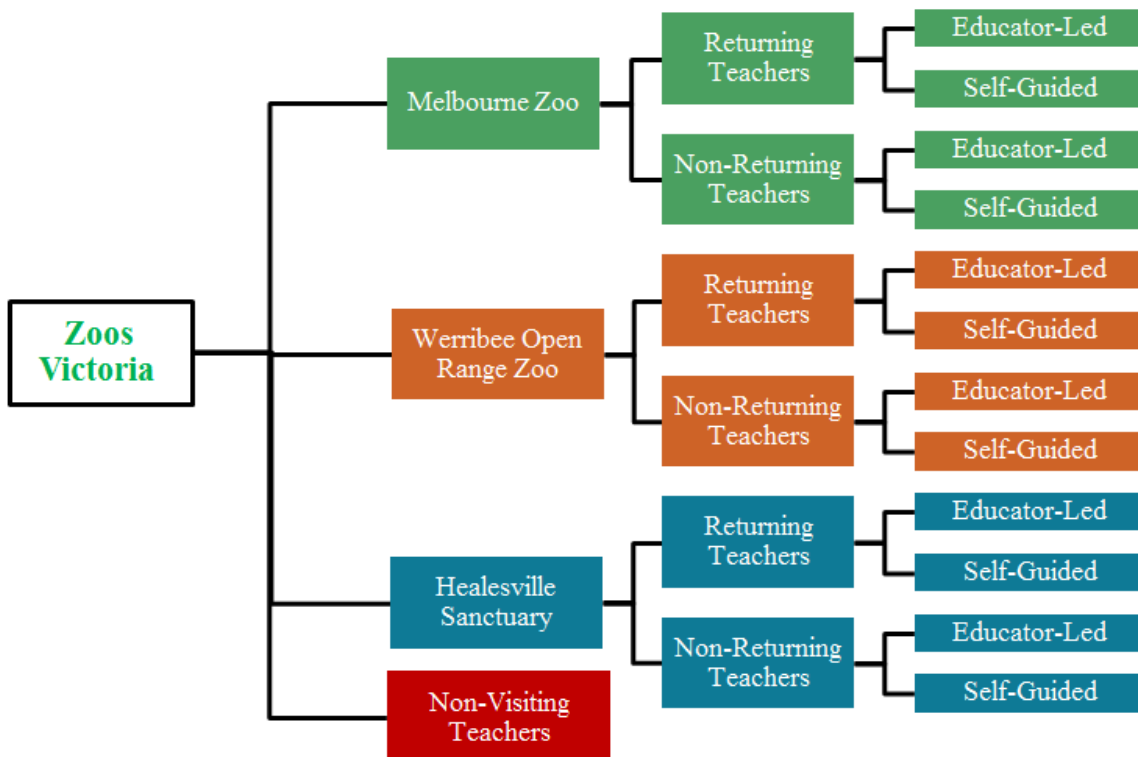 Zoos
Victoria
Melbourne Zoo
Returning
Teachers
Educator-Led
Self-Guided
Non-Returning
Teachers
Educator-Led
Self-Guided
Werribee Open
Range Zoo
Returning
Teachers
Educator-Led
Self-Guided
Non-Returning
Teachers
Educator-Led
Self-Guided
Healesville
Sanctuary
Returning
Teachers
Educator-Led
Self-Guided
Non-Returning
Teachers
Educator-Led
Self-Guided
Non-Visiting
Teachers